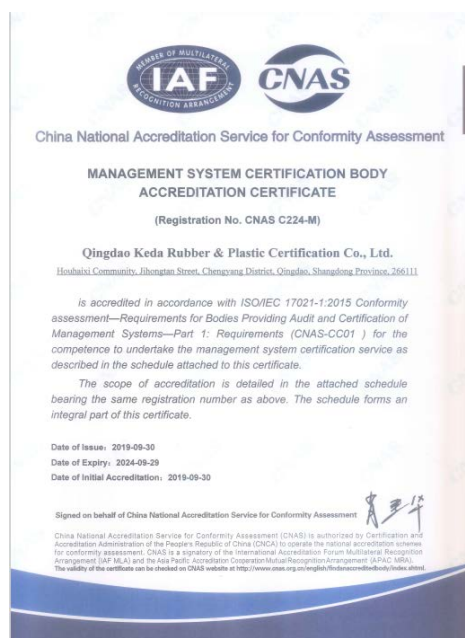 MEMBER OF MULTILATERAL
IAF
RECOGNITION ARRANGEMENT
CNAS
China National Accreditation Service for Conformity Assessment
MANAGEMENT SYSTEM CERTIFICATION BODY
ACCREDITATION CERTIFICATE
(Registration No. CNAS C224-M)
Qingdao Keda Rubber & Plastic Certification Co., Ltd.
Houhaixi Community, Jihongtan Street, Chengyang District, Qingdao, Shangdong Province, 266111
is accredited in accordance with ISO/IEC 17021-1:2015 Conformity
assessment—Requirements for Bodies Providing Audit and Certification of
Management Systems—Part 1: Requirements (CNAS-CC01 ) for the
competence to undertake the management system certification service as
described in the schedule attached to this certificate.
The scope of accreditation is detailed in the attached schedule
bearing the same registration number as above. The schedule forms an
integral part of this certificate.
Date of Issue: 2019-09-30
Date of Expiry: 2024-09-29
Date of Initial Accreditation: 2019-09-30
Signed on behalf of China National Accreditation Service for Conformity Assessment
China National Accreditation Service for Conformity Assessment (CNAS) is authorized by Certification and
Accreditation Administration of the People's Republic of China (CNCA) to operate the national accreditation schemes
for conformity assessment. CNAS is a signatory of the International Accreditation Forum Multilateral Recognition
Arrangement (IAF MLA) and the Asia Pacific Accreditation Cooperation Mutual Recognition Arrangement (APAC MRA).
The validity of the certificate can be checked on CNAS website at http://www.cnas.org.cn/english/findanaccreditedbody/index.shtml.